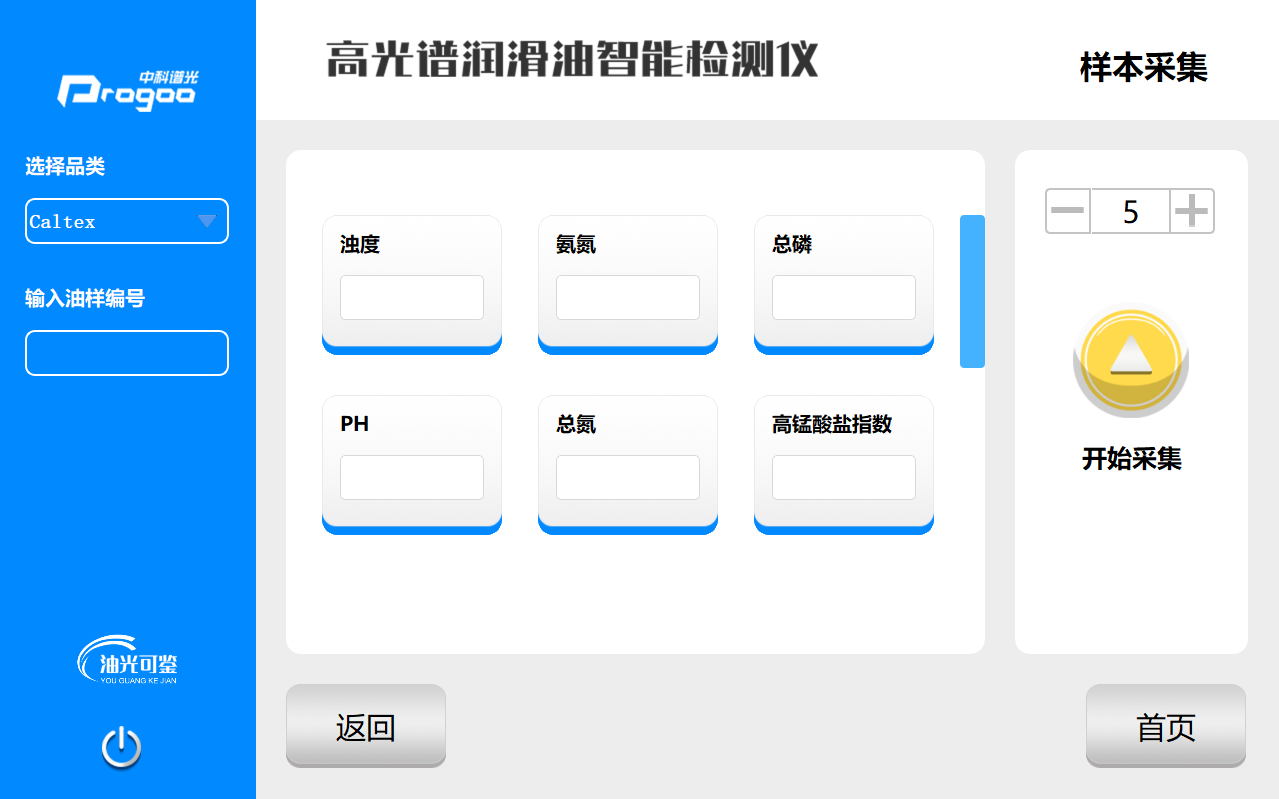 中科谱光
Progoo
高光谱润滑油智能检测仪
样本采集
选择品类
Caltex
输入油样编号
浊度
氨氮
总磷
PH
总氮
高锰酸盐指数
5
开始采集
油光可鉴
YOU GUANG KE JIAN
返回
首页